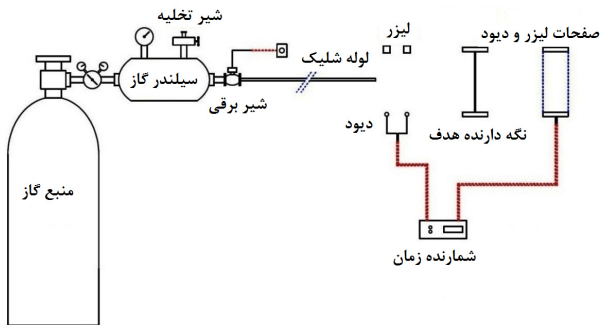 شیر تخلیه
لیزر
صفحات لیزر و دیود
لوله شلیک
سیلندر گاز
شیر برقی
دیود
نگه دارنده هدف
منبع گاز
شمارنده زمان